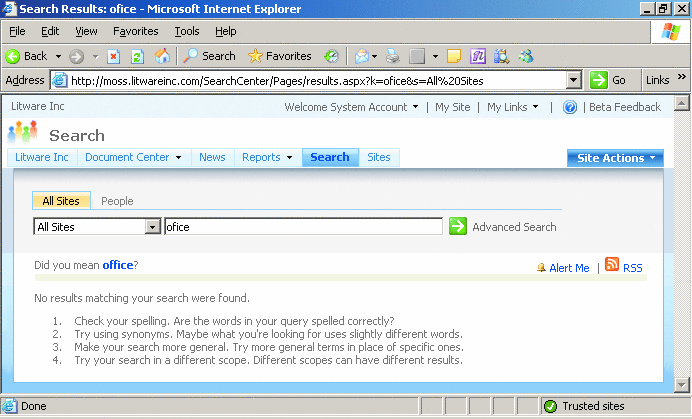 Search Results: ofice - Microsoft Internet Explorer
File Edit View Favorites Tools Help
Back Search Favorites
Address http://moss.litwareinc.com/SearchCenter/Pages/results.aspx?k=ofice&s=All%20Sites Go Links »
Litware Inc Welcome System Account | My Site | My Links | Beta Feedback
Search
Litware Inc Document Center News Reports Search Sites Site Actions
All Sites People
All Sites ofice Advanced Search
Did you mean office? Alert Me | RSS
No results matching your search were found.
1. Check your spelling. Are the words in your query spelled correctly?
2. Try using synonyms. Maybe what you're looking for uses slightly different words.
3. Make your search more general. Try more general terms in place of specific ones.
4. Try your search in a different scope. Different scopes can have different results.
Done Trusted sites